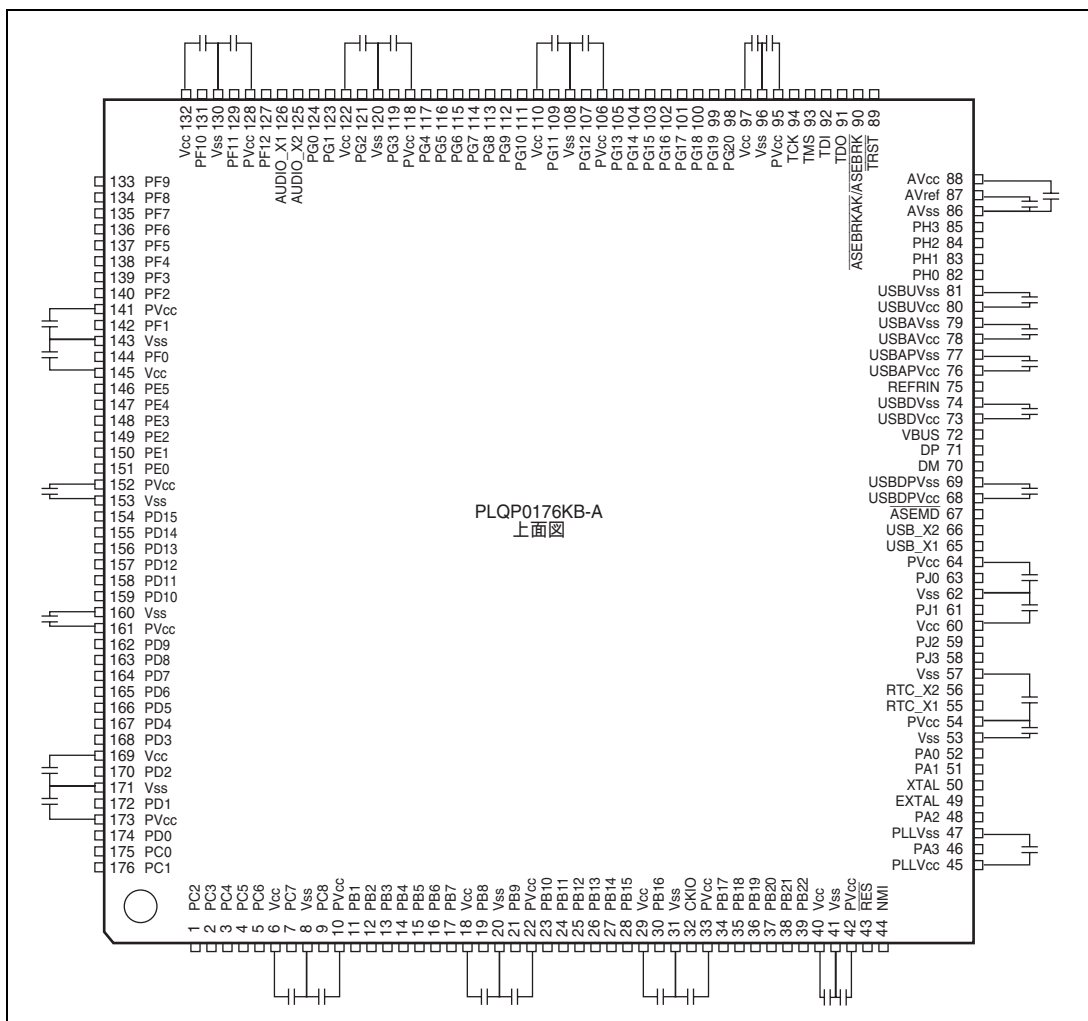 Vcc 132
PF10 131
Vss 130
PF11 129
PVcc 128
PF12 127
AUDIO_X1 126
AUDIO_X2 125
PG0 124
PG1 123
Vcc 122
PG2 121
Vss 120
PG3 119
PVcc 118
PG4 117
PG5 116
PG6 115
PG7 114
PG8 113
PG9 112
PG10 111
Vcc 110
PG11 109
Vss 108
PG12 107
PVcc 106
PG13 105
PG14 104
PG15 103
PG16 102
PG17 101
PG18 100
PG19 99
PG20 98
Vcc 97
Vss 96
PVcc 95
TCK 94
TMS 93
TDI 92
TDO 91
ASEBRKAK/ASEBRK 90
TRST 89
133 PF9
134 PF8
135 PF7
136 PF6
137 PF5
138 PF4
139 PF3
140 PF2
141 PVcc
142 PF1
143 Vss
144 PF0
145 Vcc
146 PE5
147 PE4
148 PE3
149 PE2
150 PE1
151 PE0
152 PVcc
153 Vss
154 PD15
155 PD14
156 PD13
157 PD12
158 PD11
159 PD10
160 Vss
161 PVcc
162 PD9
163 PD8
164 PD7
165 PD6
166 PD5
167 PD4
168 PD3
169 Vcc
170 PD2
171 Vss
172 PD1
173 PVcc
174 PD0
175 PC0
176 PC1
PLQP0176KB-A
上面図
AVcc 88
AVref 87
AVss 86
PH3 85
PH2 84
PH1 83
PH0 82
USBUVss 81
USBUVcc 80
USBAVss 79
USBAVcc 78
USBAPVss 77
USBAPVcc 76
REFRIN 75
USBDVss 74
USBDVcc 73
VBUS 72
DP 71
DM 70
USBDPVss 69
USBDPVcc 68
ASEMD 67
USB_X2 66
USB_X1 65
PVcc 64
PJ0 63
Vss 62
PJ1 61
Vcc 60
PJ2 59
PJ3 58
Vss 57
RTC_X2 56
RTC_X1 55
PVcc 54
Vss 53
PA0 52
PA1 51
XTAL 50
EXTAL 49
PA2 48
PLLVss 47
PA3 46
PLLVcc 45
1 PC2
2 PC3
3 PC4
4 PC5
5 PC6
6 Vcc
7 PC7
8 Vss
9 PC8
10 PVcc
11 PB1
12 PB2
13 PB3
14 PB4
15 PB5
16 PB6
17 PB7
18 Vcc
19 PB8
20 Vss
21 PB9
22 PVcc
23 PB10
24 PB11
25 PB12
26 PB13
27 PB14
28 PB15
29 Vcc
30 PB16
31 Vss
32 CKIO
33 PVcc
34 PB17
35 PB18
36 PB19
37 PB20
38 PB21
39 PB22
40 Vcc
41 Vss
42 PVcc
43 RES
44 NMI